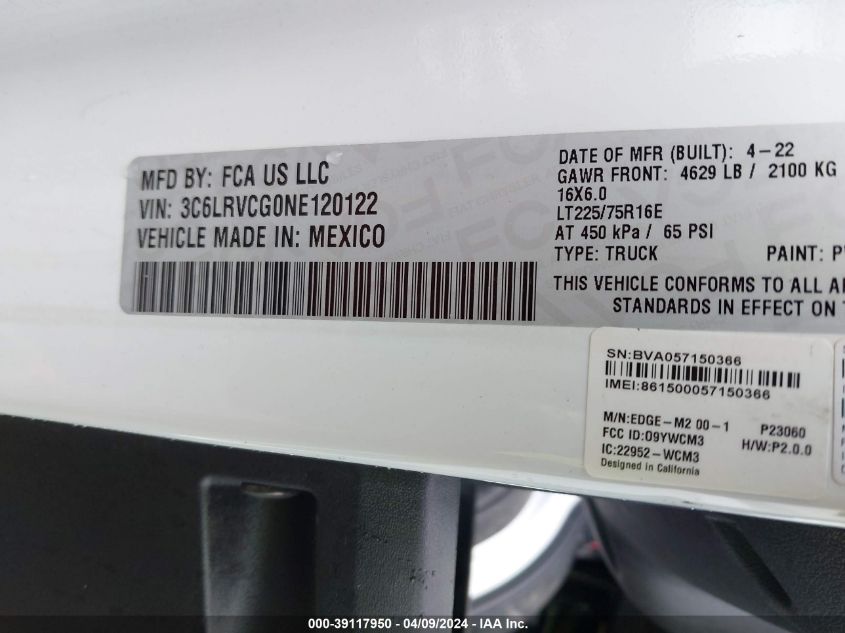 MFD BY: FCA US LLC
VIN: 3C6LRVCG0NE120122
VEHICLE MADE IN: MEXICO
DATE OF MFR (BUILT): 4-22
GAWR FRONT: 4629 LB / 2100 KG
16X6.0
LT225/75R16E
AT 450 kPa / 65 PSI
TYPE: TRUCK PAINT:
THIS VEHICLE CONFORMS TO ALL
STANDARDS IN EFFECT ON
SN:BVA057150366
IMEI:861500057150366
M/N:EDGE-M2 00-1 P23060
FCC ID:O9YWCM3 H/W:P2.0.0
IC:22952-WCM3
Designed in California
000-39117950 - 04/09/2024 - IAA Inc.